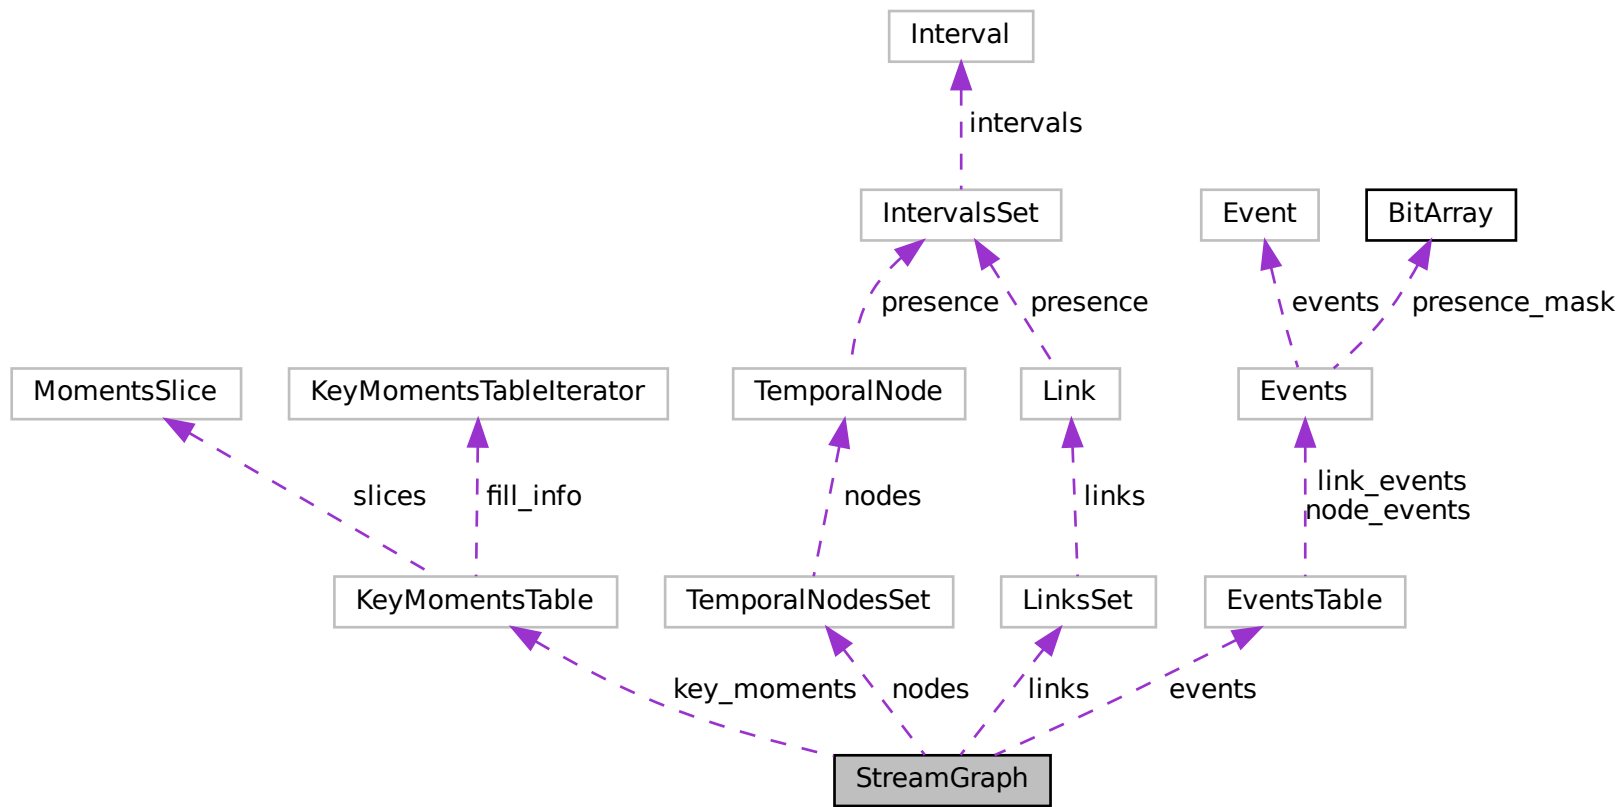 Interval
intervals
IntervalsSet
Event
BitArray
presence
presence
events
presence_mask
MomentsSlice
KeyMomentsTableIterator
TemporalNode
Link
Events
slices
fill_info
nodes
links
link_events
node_events
KeyMomentsTable
TemporalNodesSet
LinksSet
EventsTable
key_moments
nodes
links
events
StreamGraph